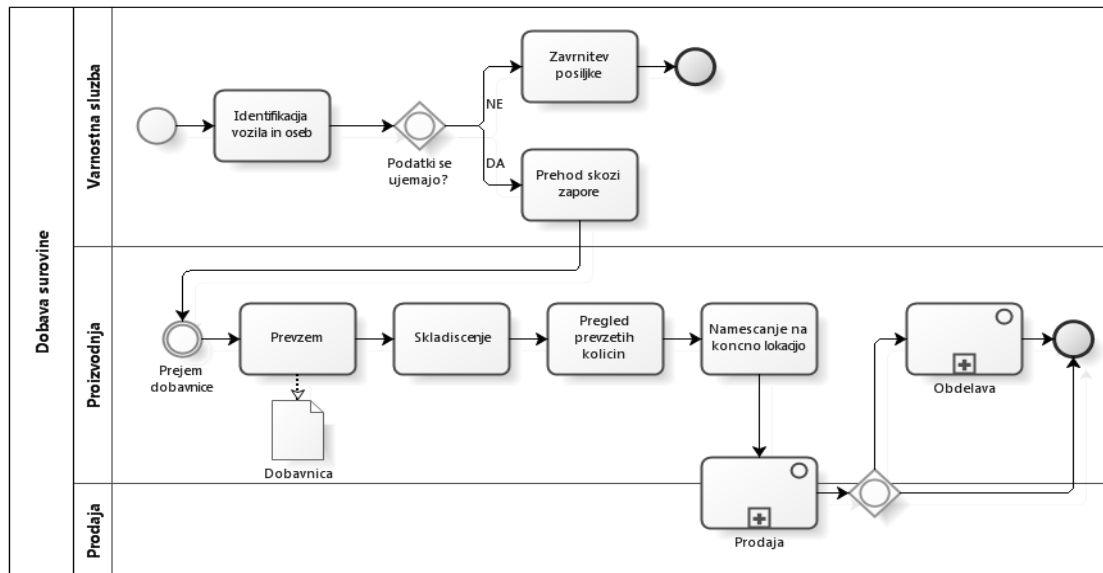 Dobava surovine
Varnostna sluzba
Identifikacija
vozila in oseb
Podatki se
ujemajo?
NE
DA
Zavrnitev
posiljke
Prehod skozi
zapore
Proizvodnja
Prejem
dobavnice
Prevzem
Dobavnica
Skladiscenje
Pregled
prevzetih
kolicin
Namescanje na
koncno lokacijo
Obdelava
Prodaja
Prodaja